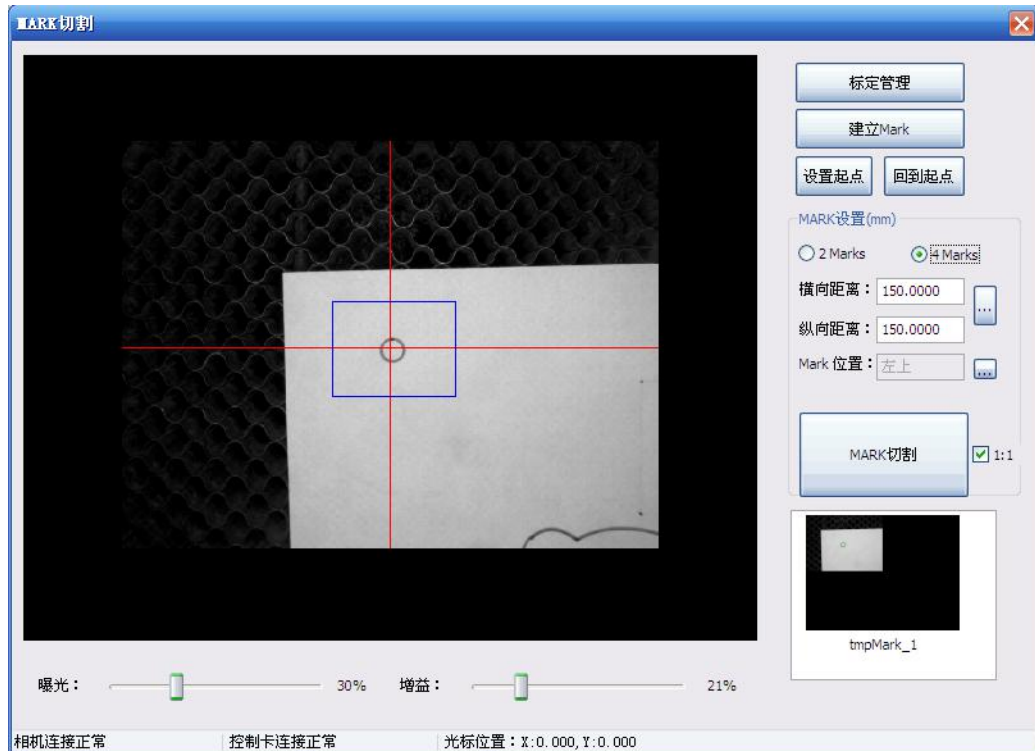 MARK切割
标定管理
建立Mark
设置起点 回到起点
MARK设置(mm)
2 Marks 4 Marks
横向距离：150.0000 ...
纵向距离：150.0000
Mark 位置：左上 ...
MARK切割 1:1
tmpMark_1
曝光： 30% 增益： 21%
相机连接正常 控制卡连接正常 光标位置：X:0.000,Y:0.000